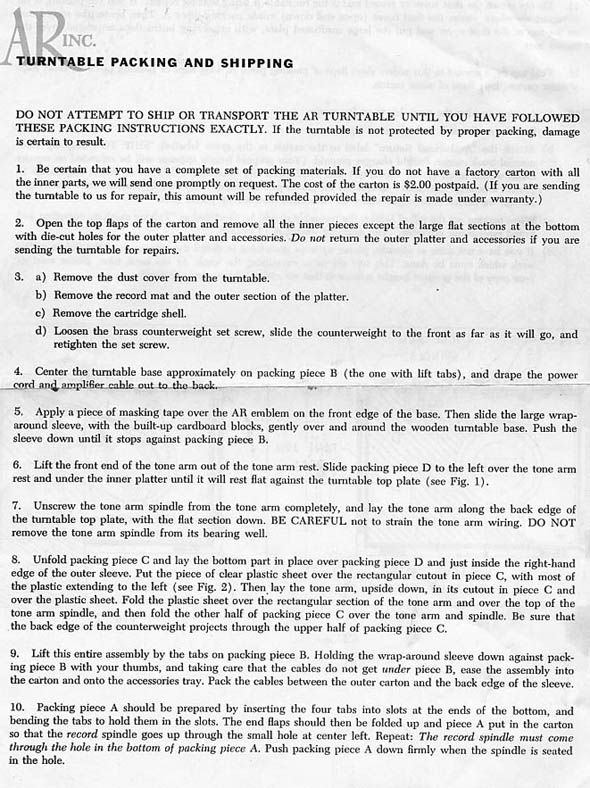 AR INC.
TURNTABLE PACKING AND SHIPPING
DO NOT ATTEMPT TO SHIP OR TRANSPORT THE AR TURNTABLE UNTIL YOU HAVE FOLLOWED
THESE PACKING INSTRUCTIONS EXACTLY. If the turntable is not protected by proper packing, damage
is certain to result.
1. Be certain that you have a complete set of packing materials. If you do not have a factory carton with all
the inner parts, we will send one promptly on request. The cost of the carton is $2.00 postpaid. (If you are sending
the turntable to us for repair, this amount will be refunded provided the repair is made under warranty.)
2. Open the top flaps of the carton and remove all the inner pieces except the large flat sections at the bottom
with die-cut holes for the outer platter and accessories. Do not return the outer platter and accessories if you are
sending the turntable for repairs.
3. a) Remove the dust cover from the turntable.
b) Remove the record mat and the outer section of the platter.
c) Remove the cartridge shell.
d) Loosen the brass counterweight set screw, slide the counterweight to the front as far as it will go, and
retighten the set screw.
4. Center the turntable base approximately on packing piece B (the one with lift tabs), and drape the power
cord and amplifier cable out to the back.
5. Apply a piece of masking tape over the AR emblem on the front edge of the base. Then slide the large wrap-
around sleeve, with the built-up cardboard blocks, gently over and around the wooden turntable base. Push the
sleeve down until it stops against packing piece B.
6. Lift the front end of the tone arm out of the tone arm rest. Slide packing piece D to the left over the tone arm
rest and under the inner platter until it will rest flat against the turntable top plate (see Fig. 1).
7. Unscrew the tone arm spindle from the tone arm completely, and lay the tone arm along the back edge of
the turntable top plate, with the flat section down. BE CAREFUL not to strain the tone arm wiring. DO NOT
remove the tone arm spindle from its bearing well.
8. Unfold packing piece C and lay the bottom part in place over packing piece D and just inside the right-hand
edge of the outer sleeve. Put the piece of clear plastic sheet over the rectangular cutout in piece C, with most of
the plastic extending to the left (see Fig. 2). Then lay the tone arm, upside down, in its cutout in piece C and
over the plastic sheet. Fold the plastic sheet over the rectangular section of the tone arm and over the top of the
tone arm spindle, and then fold the other half of packing piece C over the tone arm and spindle. Be sure that
the back edge of the counterweight projects through the upper half of packing piece C.
9. Lift this entire assembly by the tabs on packing piece B. Holding the wrap-around sleeve down against pack-
ing piece B with your thumbs, and taking care that the cables do not get under piece B, ease the assembly into
the carton and onto the accessories tray. Pack the cables between the outer carton and the back edge of the sleeve.
10. Packing piece A should be prepared by inserting the four tabs into slots at the ends of the bottom, and
bending the tabs to hold them in the slots. The end flaps should then be folded up and piece A put in the carton
so that the record spindle goes up through the small hole at center left. Repeat: The record spindle must come
through the hole in the bottom of packing piece A. Push packing piece A down firmly when the spindle is seated
in the hole.